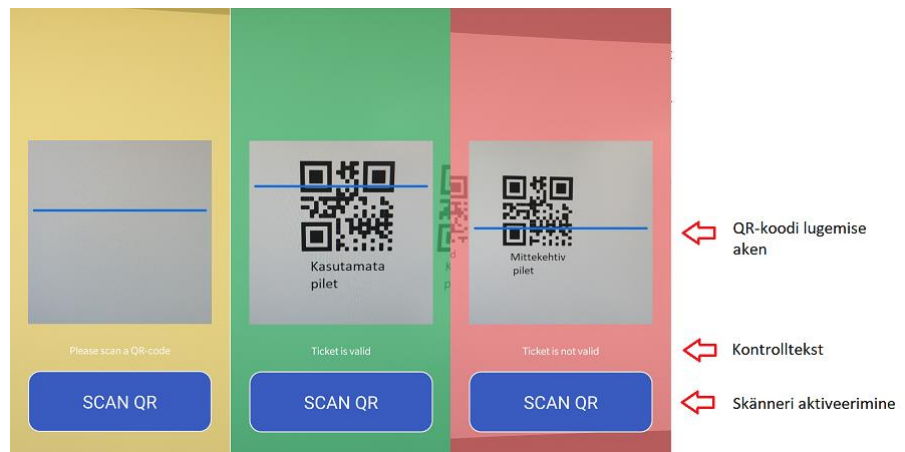 Kasutamata
pilet
Mittekehtiv
pilet
QR-koodi lugemise
aken
Please scan a QR-code
Ticket is valid
Ticket is not valid
Kontrolltekst
SCAN QR
SCAN QR
SCAN QR
Skänneri aktiveerimine